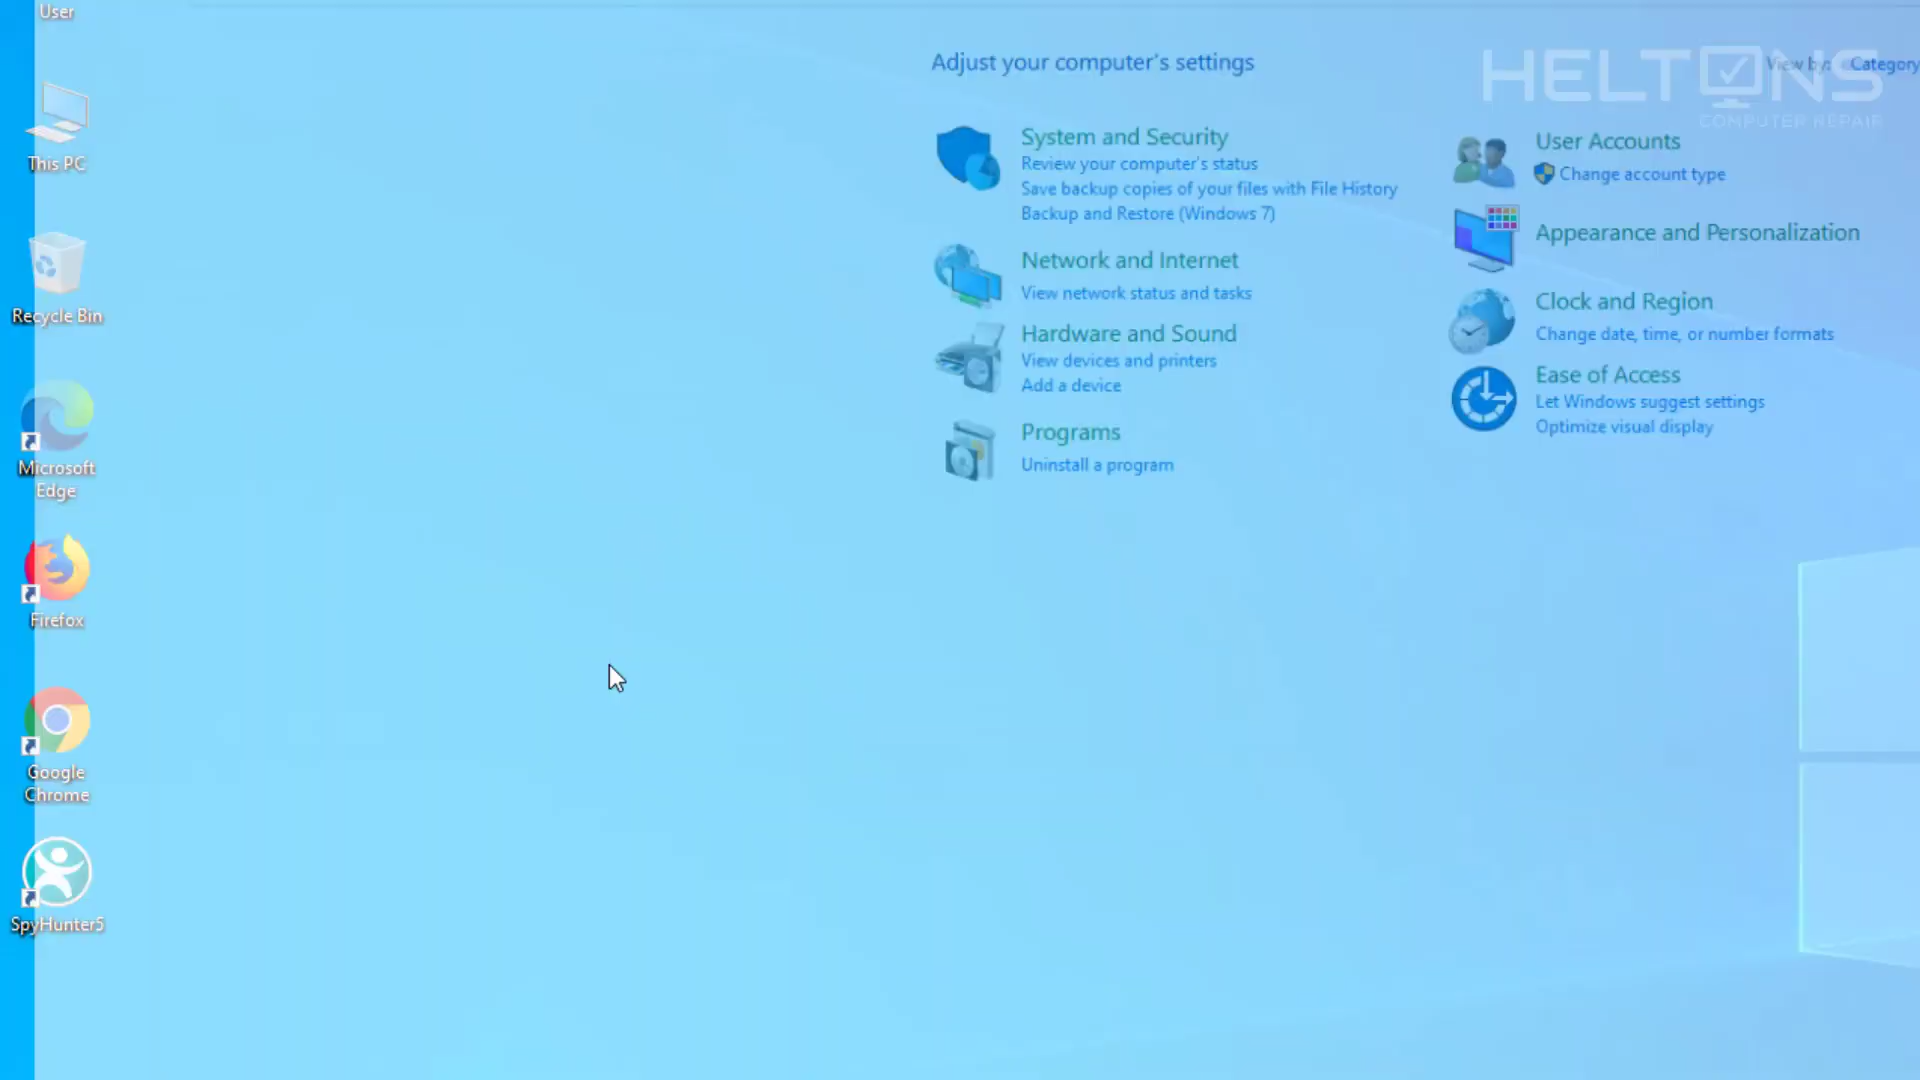 User
This PC
Recycle Bin
Microsoft
Edge
Firefox
Google
Chrome
SpyHunter5
Adjust your computer's settings
View by:
Category
HELTONS
COMPUTER REPAIR
System and Security
Review your computer's status
Save backup copies of your files with File History
Backup and Restore (Windows 7)
Network and Internet
View network status and tasks
Hardware and Sound
View devices and printers
Add a device
Programs
Uninstall a program
User Accounts
Change account type
Appearance and Personalization
Clock and Region
Change date, time, or number formats
Ease of Access
Let Windows suggest settings
Optimize visual display